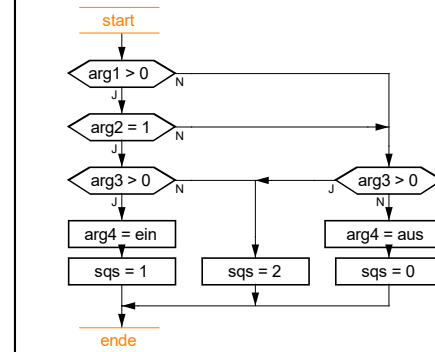 start
arg1 > 0
N
J
arg2 = 1
N
J
arg3 > 0
N
J
arg3 > 0
J
N
arg4 = ein
arg4 = aus
sqs = 1
sqs = 2
sqs = 0
ende